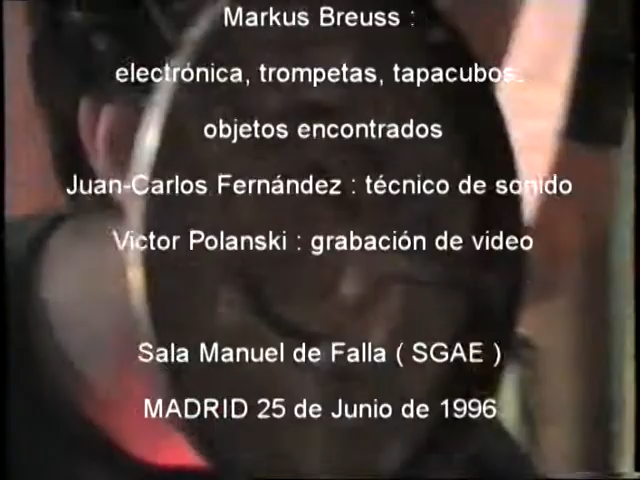 Markus Breuss :
electrónica, trompetas, tapacubos.
objetos encontrados
Juan-Carlos Fernández : técnico de sonido
Victor Polanski : grabación de video
Sala Manuel de Falla ( SGAE )
MADRID 25 de Junio de 1996